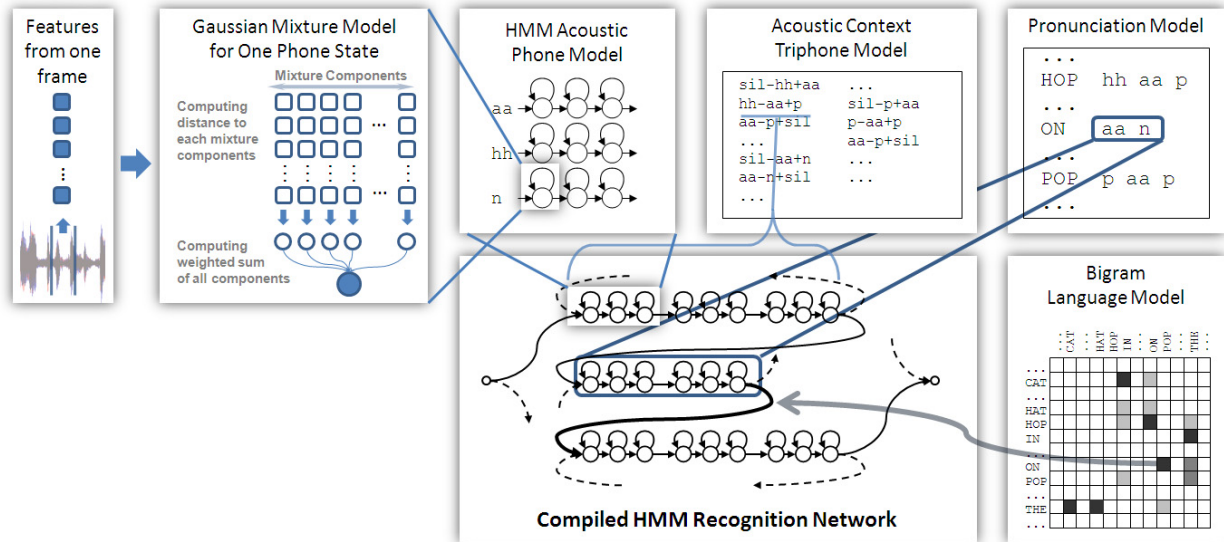 Features
from one
frame
Gaussian Mixture Model
for One Phone State
Mixture Components
Computing
distance to
each mixture
components
...
Computing
weighted sum
of all components
HMM Acoustic
Phone Model
aa
hh
n
Acoustic Context
Triphone Model
sil-hh+aa ...
hh-aa+p sil-p+aa
aa-p+sil p-aa+p
... aa-p+sil
sil-aa+n ...
aa-n+sil ...
...
Pronunciation Model
...
HOP hh aa p
...
ON aa n
...
POP p aa p
...
Compiled HMM Recognition Network
Bigram
Language Model
... CAT ... HAT HOP IN ... ON POP ... THE ...
...
CAT
...
HAT
HOP
IN
...
ON
POP
...
THE
...